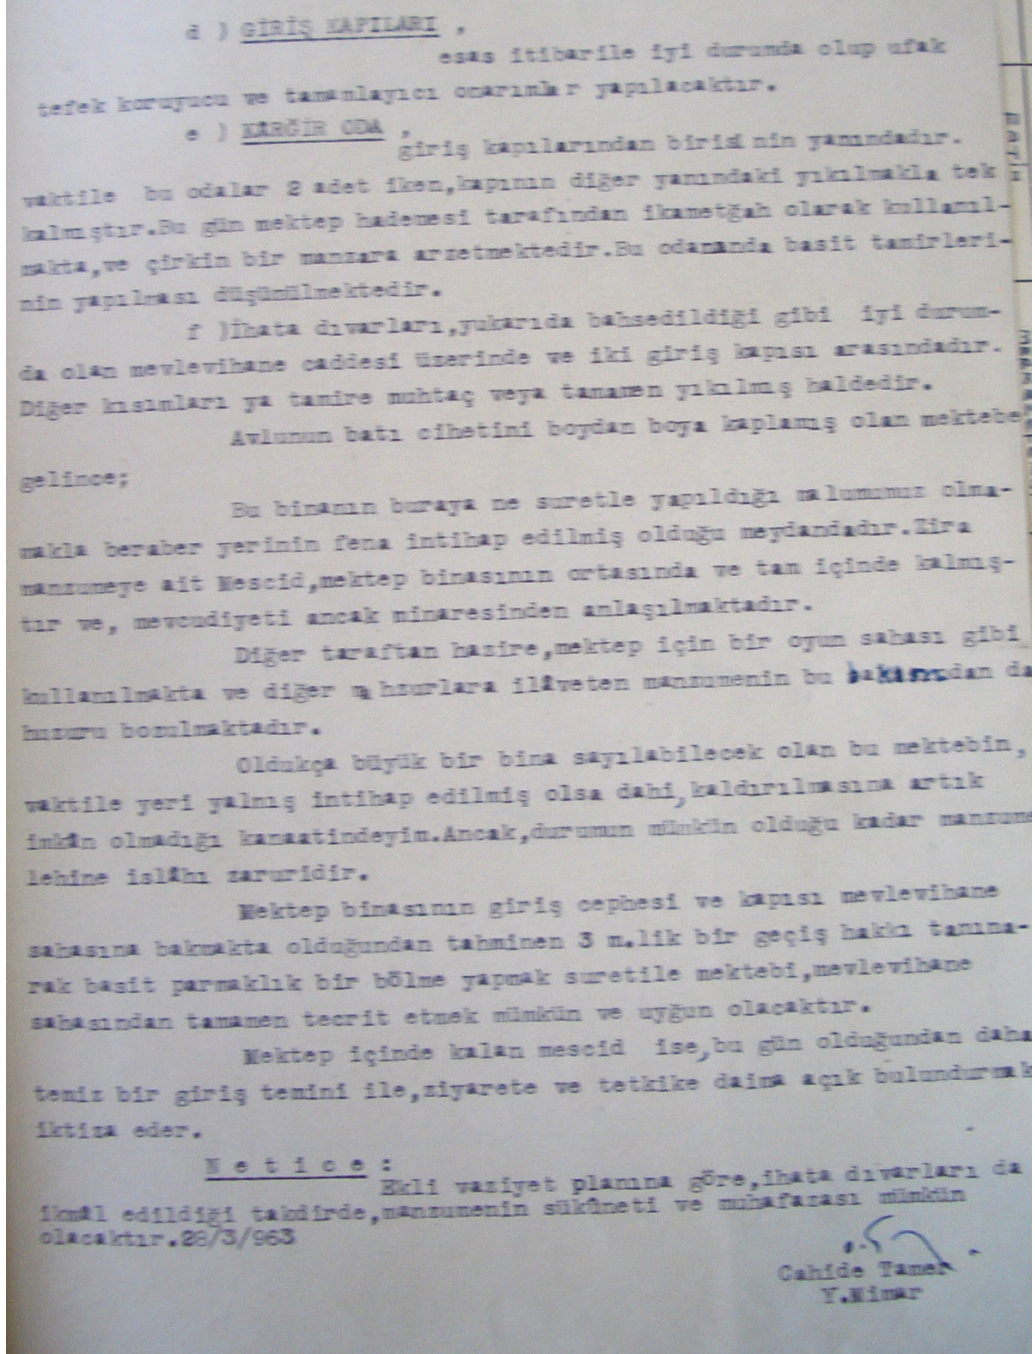 d ) GİRİŞ KAPILARI ,
esas itibarile iyi durumda olup ufak
tefek koruyucu ve tamamlayıcı onarımlar yapılacaktır.
e ) KÂRGİR ODA ,
giriş kapılarından birisi nin yanındadır.
vaktile bu odalar 2 adet iken,kapının diğer yanındaki yıkılmakla tek
kalmıştır.Bu gün mektep hademesi tarafından ikametğah olarak kullanıl-
makta,ve çirkin bir manzara arzetmektedir.Bu odamanda basit tamirleri-
nin yapılması düşünülmektedir.
f )İhata dıvarları,yukarıda bahsedildiği gibi iyi durum-
da olan mevlevihane caddesi üzerinde ve iki giriş kapısı arasındadır.
Diğer kısımları ya tamire muhtaç veya tamamen yıkılmış haldedir.
Avlunun batı cihetini boydan boya kaplamış olan mektebe
gelince;
Bu binanın buraya ne suretle yapıldığı malumumuz olma-
makla beraber yerinin fena intihap edilmiş olduğu meydandadır.Zira
manzumeye ait Mescid,mektep binasının ortasında ve tam içinde kalmış-
tır ve, mevcudiyeti ancak minaresinden anlaşılmaktadır.
Diğer taraftan hazire,mektep için bir oyun sahası gibi
kullanılmakta ve diğer mahzurlara ilâveten manzumenin bu bakımından da
huzuru bozulmaktadır.
Oldukça büyük bir bina sayılabilecek olan bu mektebin,
vaktile yeri yalnış intihap edilmiş olsa dahi,kaldırılmasına artık
imkân olmadığı kanaatindeyim.Ancak,durumun mümkün olduğu kadar manzume
lehine islâhı zaruridir.
Mektep binasının giriş cephesi ve kapısı mevlevihane
sahasına bakmakta olduğundan tahminen 3 m.lik bir geçiş hakkı tanına-
rak basit parmaklık bir bölme yapmak suretile mektebi,mevlevihane
sahasından tamamen tecrit etmek mümkün ve uyğun olacaktır.
Mektep içinde kalan mescid ise,bu gün olduğundan daha
temiz bir giriş temini ile,ziyarete ve tetkike daima açık bulundurmak
iktiza eder.
N e t i c e :
Ekli vaziyet planına göre,ihata dıvarları da
ikmâl edildiği takdirde,manzumenin sükûneti ve muhafazası mümkün
olacaktır.28/3/963
Cahide Tamer
Y.Mimar